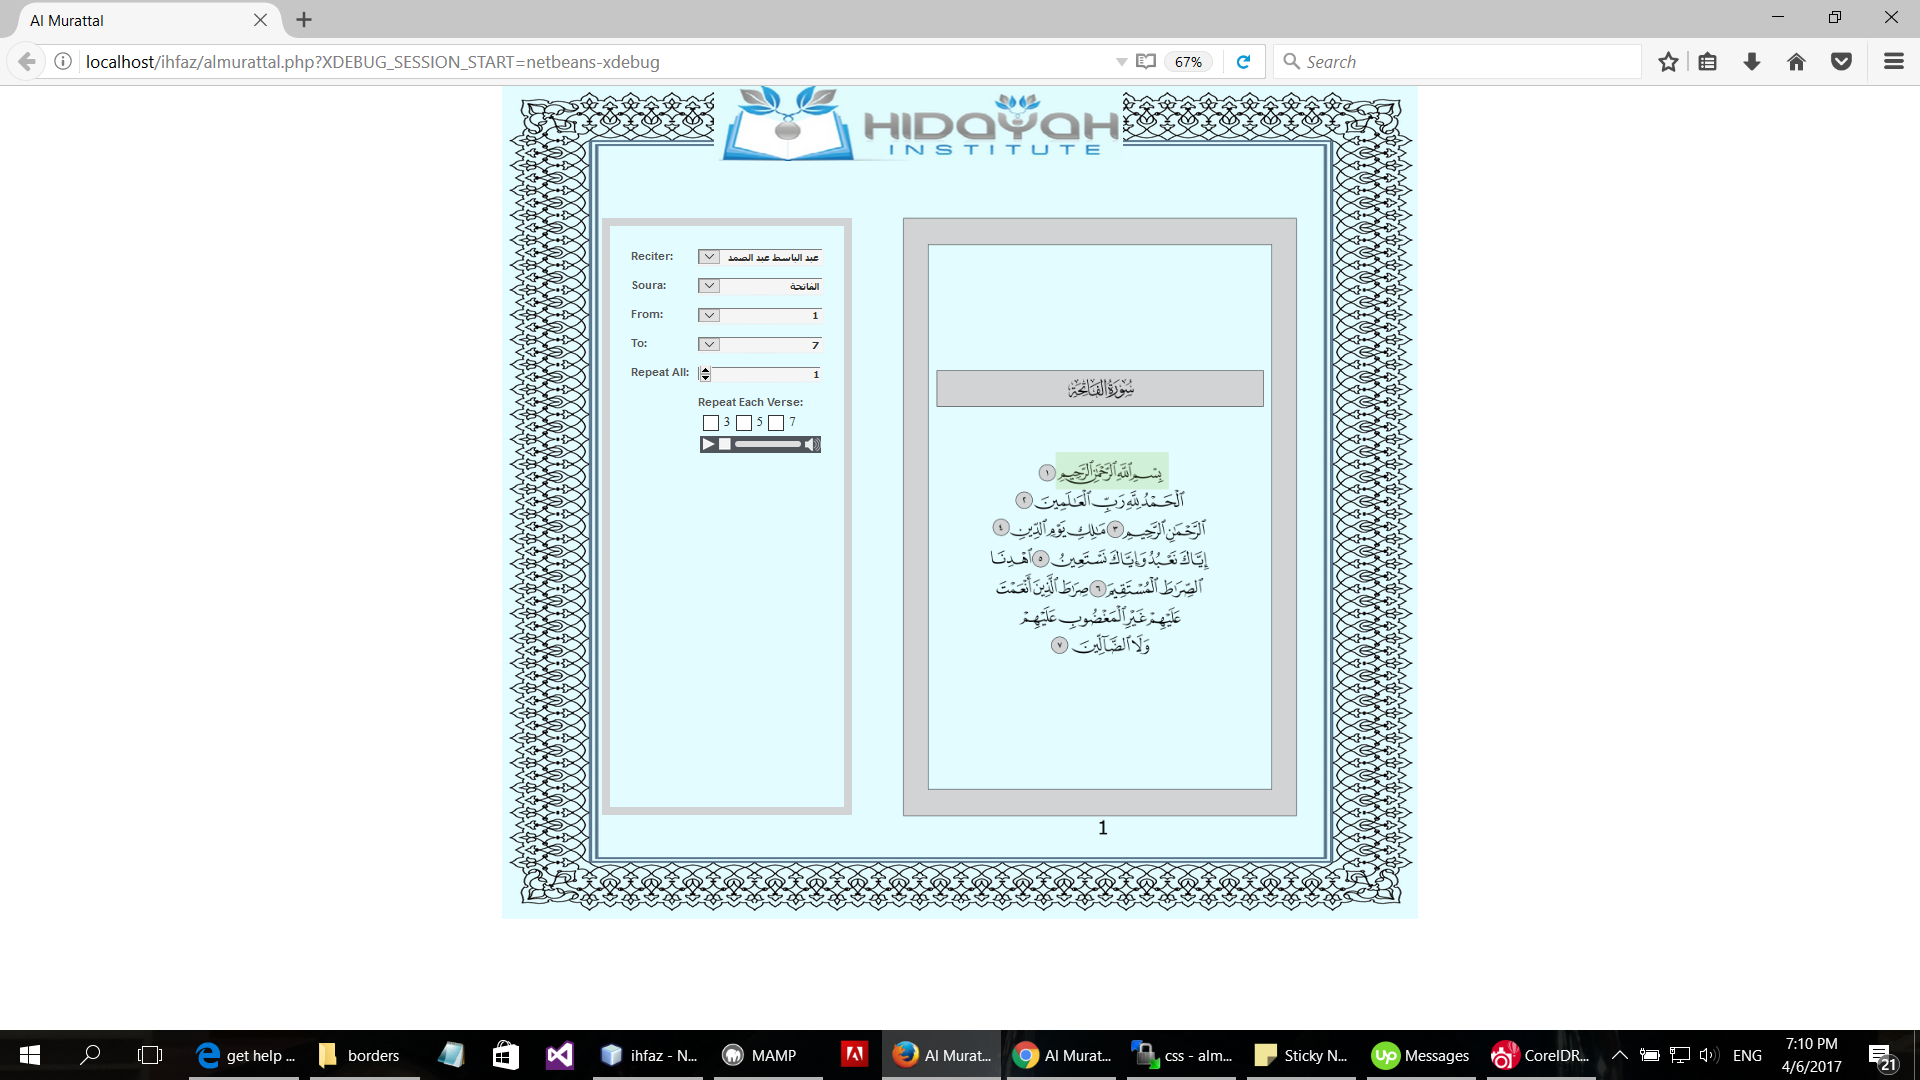 Al Murattal
localhost/ihfaz/almurattal.php?XDEBUG_SESSION_START=netbeans-xdebug
67%
Search
HIDAYAH
INSTITUTE
Reciter: عبد الباسط عبد الصمد
Soura: الفاتحة
From: 1
To: 7
Repeat All: 1
Repeat Each Verse:
3 5 7
سُورَةُ الْفَاتِحَةِ
بِسْمِ ٱللَّهِ ٱلرَّحْمَٰنِ ٱلرَّحِيمِ ١
ٱلْحَمْدُ لِلَّهِ رَبِّ ٱلْعَٰلَمِينَ ٢
ٱلرَّحْمَٰنِ ٱلرَّحِيمِ ٣ مَٰلِكِ يَوْمِ ٱلدِّينِ ٤
إِيَّاكَ نَعْبُدُ وَإِيَّاكَ نَسْتَعِينُ ٥ ٱهْدِنَا
ٱلصِّرَٰطَ ٱلْمُسْتَقِيمَ ٦ صِرَٰطَ ٱلَّذِينَ أَنْعَمْتَ
عَلَيْهِمْ غَيْرِ ٱلْمَغْضُوبِ عَلَيْهِمْ
وَلَا ٱلضَّآلِّينَ ٧
1
get help ...
borders
ihfaz - N...
MAMP
Al Murat...
Al Murat...
css - alm...
Sticky N...
Up Messages
CorelDR...
ENG
7:10 PM
4/6/2017
21